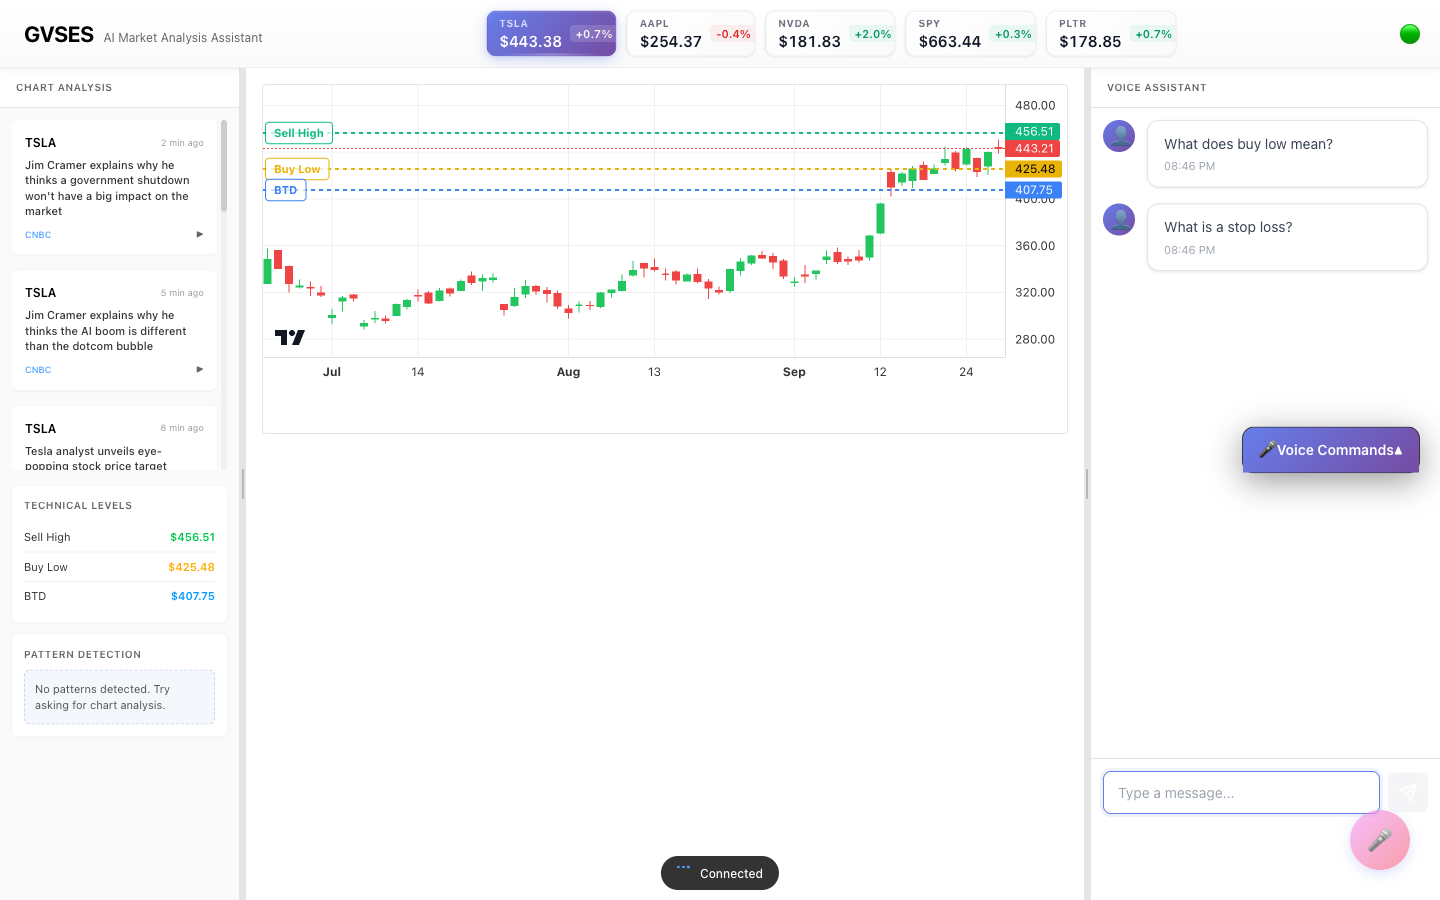 GVSES AI Market Analysis Assistant
TSLA
$443.38 +0.7%
AAPL
$254.37 -0.4%
NVDA
$181.83 +2.0%
SPY
$663.44 +0.3%
PLTR
$178.85 +0.7%
CHART ANALYSIS
TSLA 2 min ago
Jim Cramer explains why he
thinks a government shutdown
won't have a big impact on the
market
CNBC
TSLA 5 min ago
Jim Cramer explains why he
thinks the AI boom is different
than the dotcom bubble
CNBC
TSLA 8 min ago
Tesla analyst unveils eye-
popping stock price target
TECHNICAL LEVELS
Sell High $456.51
Buy Low $425.48
BTD $407.75
PATTERN DETECTION
No patterns detected. Try
asking for chart analysis.
Sell High
Buy Low
BTD
480.00
456.51
443.21
425.48
407.75
400.00
360.00
320.00
280.00
Jul 14 Aug 13 Sep 12 24
Connected
VOICE ASSISTANT
What does buy low mean?
08:46 PM
What is a stop loss?
08:46 PM
Voice Commands
Type a message...